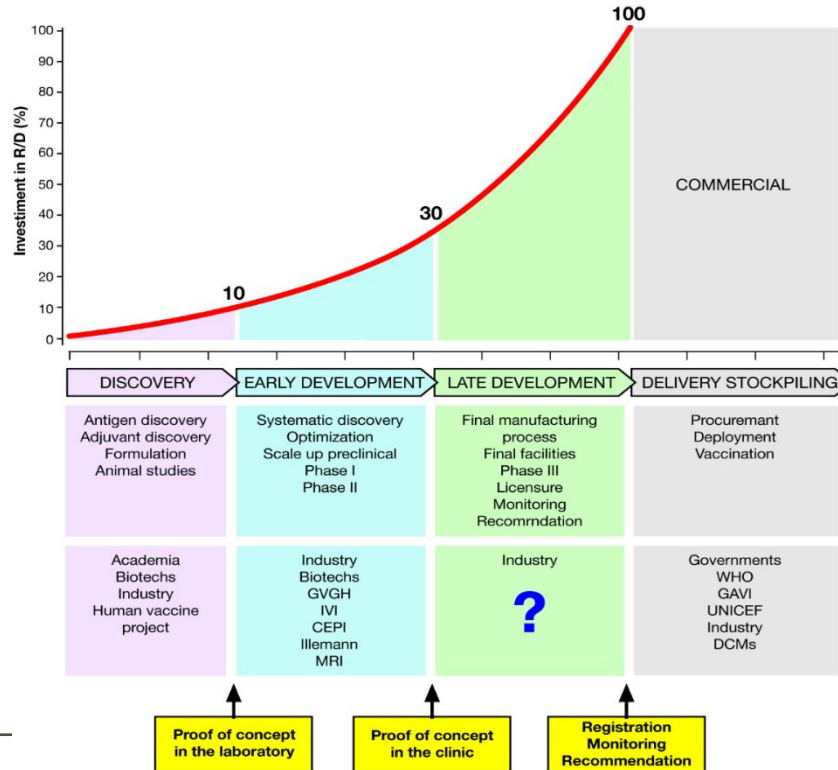 100
90
80
70
60
50
40
30
20
10
0
Investiment in R/D (%)
10
30
100
COMMERCIAL
DISCOVERY
EARLY DEVELOPMENT
LATE DEVELOPMENT
DELIVERY STOCKPILING
Antigen discovery
Adjuvant discovery
Formulation
Animal studies
Systematic discovery
Optimization
Scale up preclinical
Phase I
Phase II
Final manufacturing
process
Final facilities
Phase III
Licensure
Monitoring
Recomrndation
Procuremant
Deployment
Vaccination
Academia
Biotechs
Industry
Human vaccine
project
Industry
Biotechs
GVGH
IVI
CEPI
Illemann
MRI
Industry
?
Governments
WHO
GAVI
UNICEF
Industry
DCMs
Proof of concept
in the laboratory
Proof of concept
in the clinic
Registration
Monitoring
Recommendation